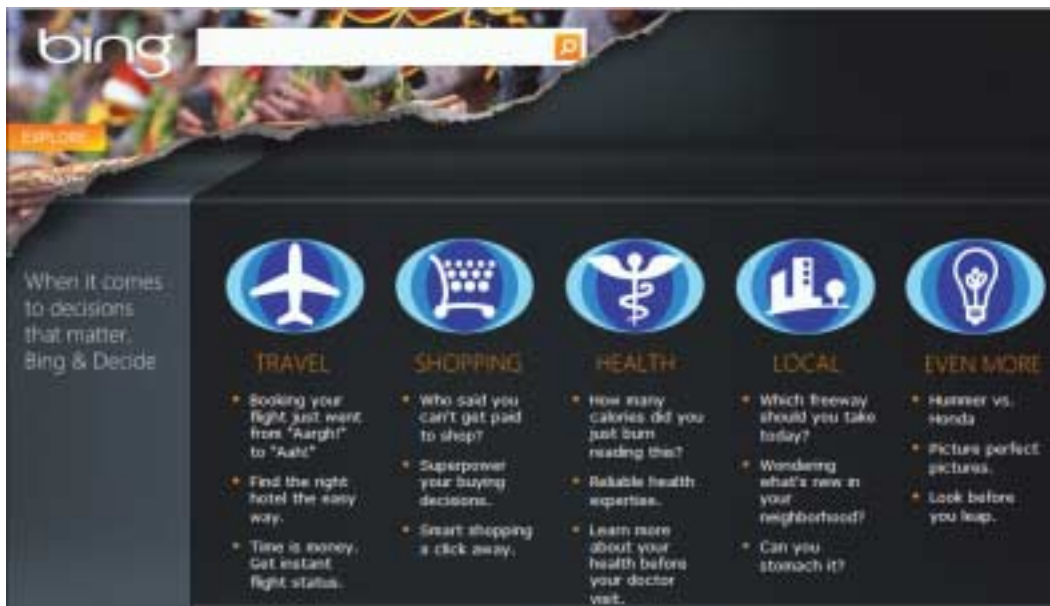 bing
EXPLORE
When it comes
to decisions
that matter,
Bing & Decide
TRAVEL
Booking your
flight just went
from "Aargh!"
to "Aah!"
Find the right
hotel the easy
way.
Time is money.
Get instant
flight status.
SHOPPING
Who said you
can't get paid
to shop?
Superpower
your buying
decisions.
Smart shopping
a click away.
HEALTH
How many
calories did you
just burn
reading this?
Reliable health
expertise.
Learn more
about your
health before
your doctor
visit.
LOCAL
Which freeway
should you take
today?
Wondering
what's new in
your
neighborhood?
Can you
stomach it?
EVEN MORE
Hummer vs.
Honda
Picture perfect
pictures.
Look before
you leap.